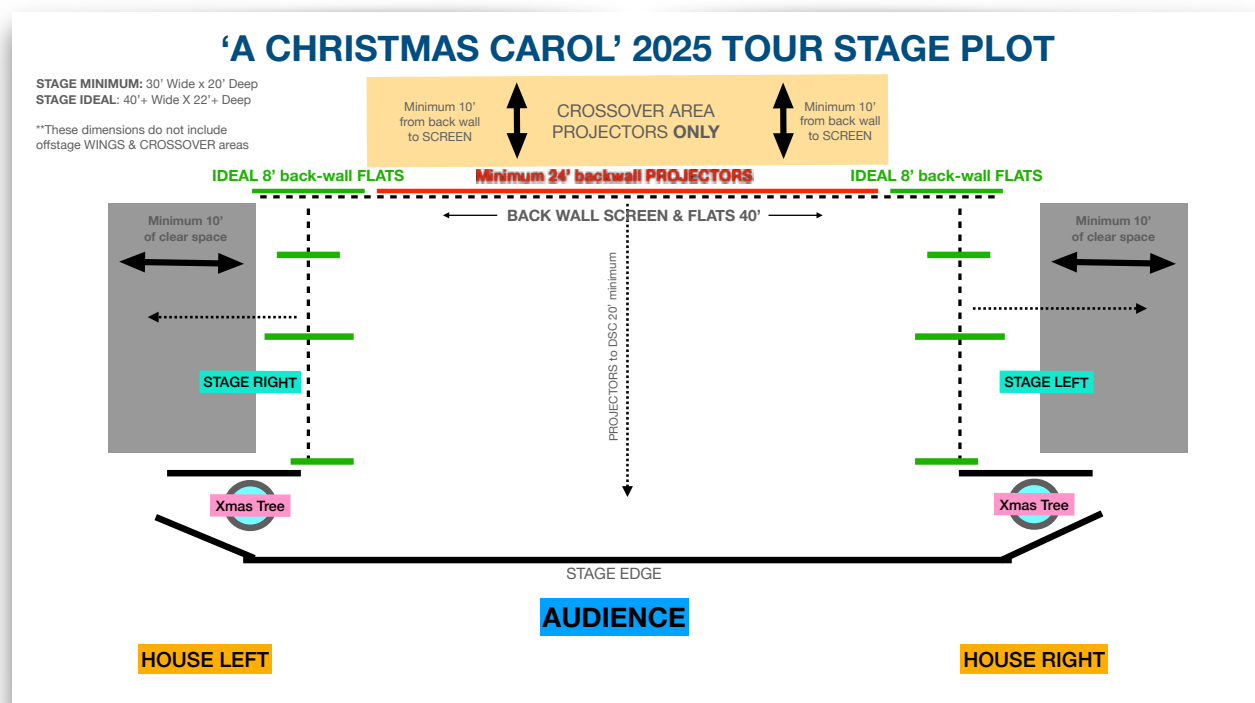 ‘A CHRISTMAS CAROL’ 2025 TOUR STAGE PLOT
STAGE MINIMUM: 30’ Wide x 20’ Deep
STAGE IDEAL: 40’+ Wide X 22’+ Deep
**These dimensions do not include
offstage WINGS & CROSSOVER areas
Minimum 10’
from back wall
to SCREEN
CROSSOVER AREA
PROJECTORS ONLY
Minimum 10’
from back wall
to SCREEN
IDEAL 8’ back-wall FLATS
Minimum 24’ backwall PROJECTORS
IDEAL 8’ back-wall FLATS
BACK WALL SCREEN & FLATS 40’
Minimum 10’
of clear space
Minimum 10’
of clear space
PROJECTORS to DSC 20’ minimum
STAGE RIGHT
STAGE LEFT
Xmas Tree
Xmas Tree
STAGE EDGE
AUDIENCE
HOUSE LEFT
HOUSE RIGHT